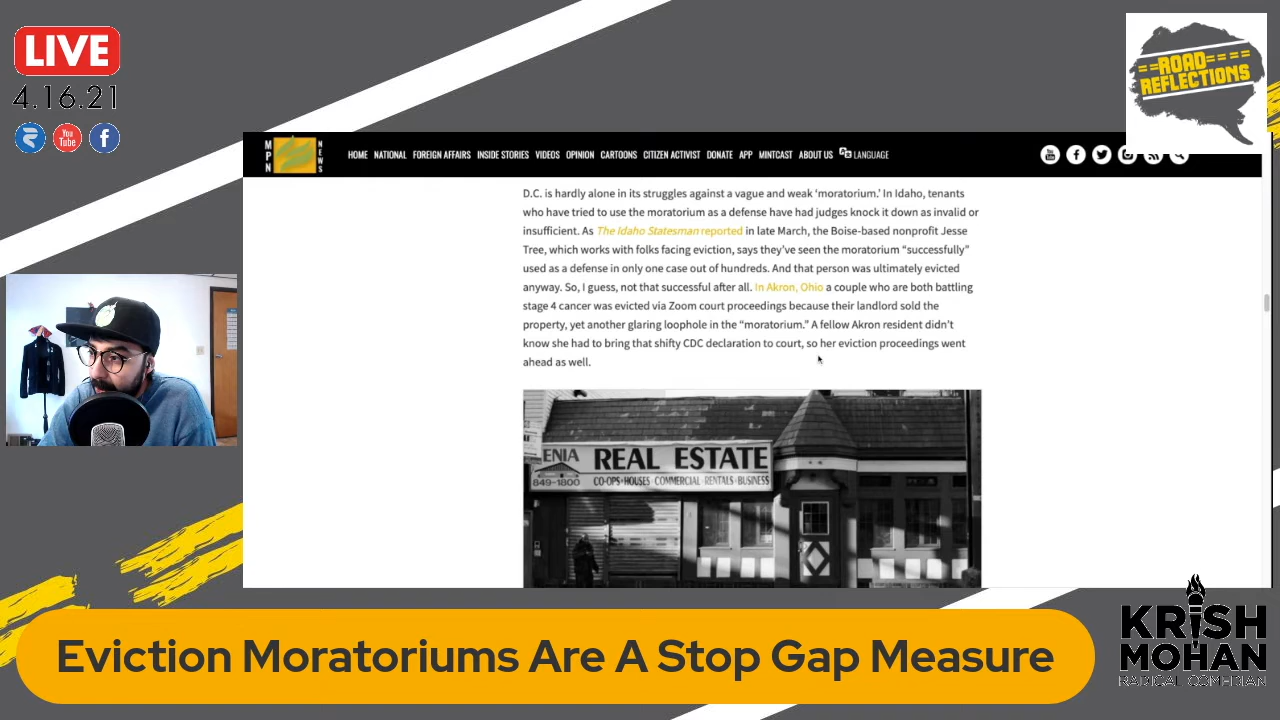 LIVE
4.16.21
You
Tube
==ROAD====
REFLECTIONS
M
P
N
N
E
W
S
HOME NATIONAL FOREIGN AFFAIRS INSIDE STORIES VIDEOS OPINION CARTOONS CITIZEN ACTIVIST DONATE APP MINTCAST ABOUT US LANGUAGE
D.C. is hardly alone in its struggles against a vague and weak ‘moratorium.’ In Idaho, tenants
who have tried to use the moratorium as a defense have had judges knock it down as invalid or
insufficient. As The Idaho Statesman reported in late March, the Boise-based nonprofit Jesse
Tree, which works with folks facing eviction, says they’ve seen the moratorium “successfully”
used as a defense in only one case out of hundreds. And that person was ultimately evicted
anyway. So, I guess, not that successful after all. In Akron, Ohio a couple who are both battling
stage 4 cancer was evicted via Zoom court proceedings because their landlord sold the
property, yet another glaring loophole in the “moratorium.” A fellow Akron resident didn’t
know she had to bring that shifty CDC declaration to court, so her eviction proceedings went
ahead as well.
ENIA REAL ESTATE
849-1800 CO-OPS•HOUSES•COMMERCIAL•RENTALS•BUSINESS
Eviction Moratoriums Are A Stop Gap Measure
KRISH
MOHAN
RADICAL COMEDIAN